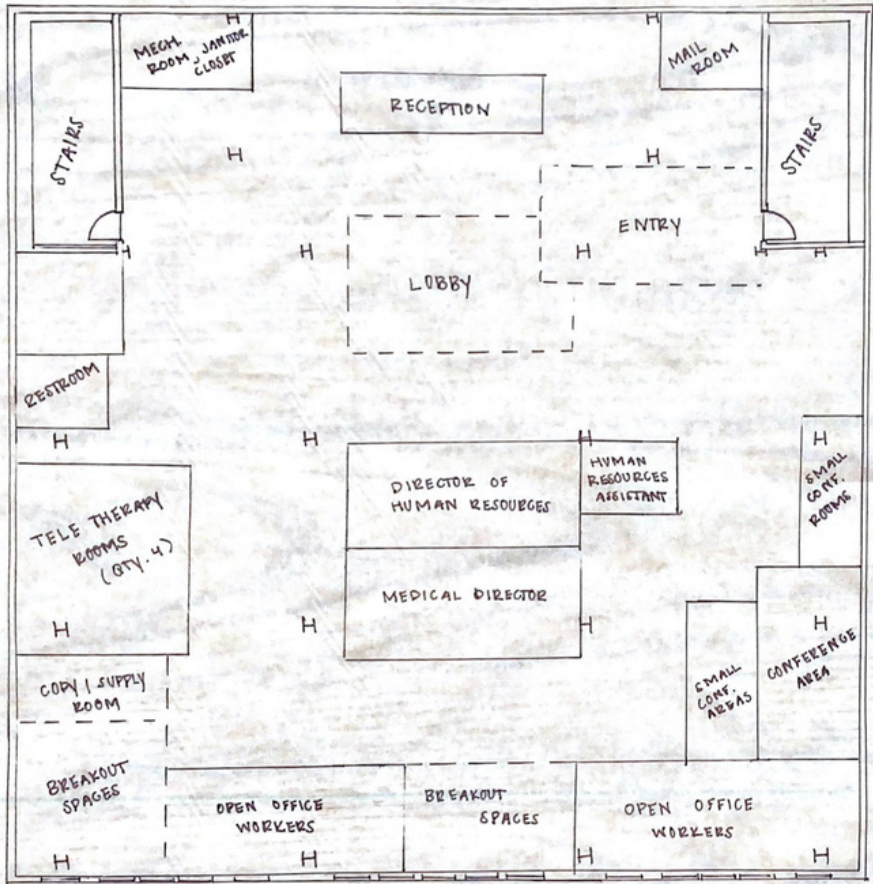 STAIRS
MECH.
ROOM, JANITOR
CLOSET
RECEPTION
MAIL
ROOM
STAIRS
ENTRY
LOBBY
RESTROOM
TELE THERAPY
ROOMS
(QTY. 4)
DIRECTOR OF
HUMAN RESOURCES
HUMAN
RESOURCES
ASSISTANT
SMALL
CONF.
ROOMS
MEDICAL DIRECTOR
SMALL
CONF.
AREAS
CONFERENCE
AREA
COPY / SUPPLY
ROOM
BREAKOUT
SPACES
OPEN OFFICE
WORKERS
BREAKOUT
SPACES
OPEN OFFICE
WORKERS